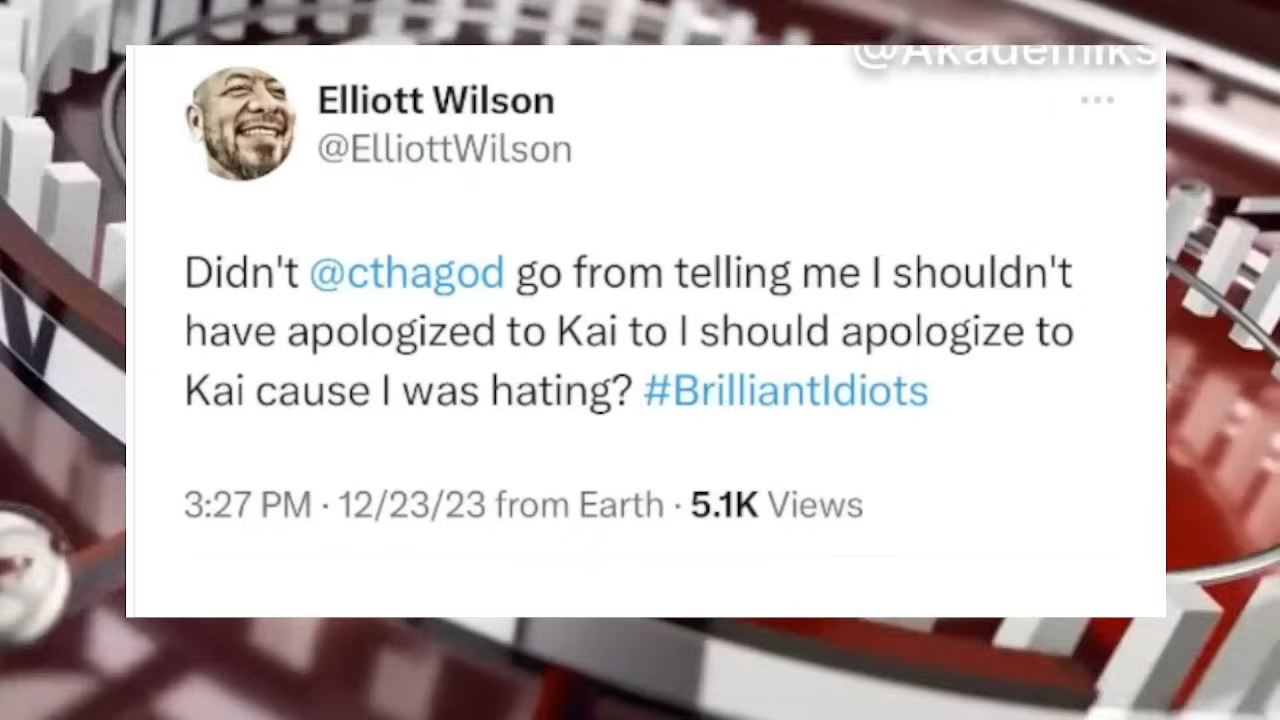 @Akademiks
Elliott Wilson
@ElliottWilson
Didn't @cthagod go from telling me I shouldn't
have apologized to Kai to I should apologize to
Kai cause I was hating? #BrilliantIdiots
3:27 PM · 12/23/23 from Earth · 5.1K Views